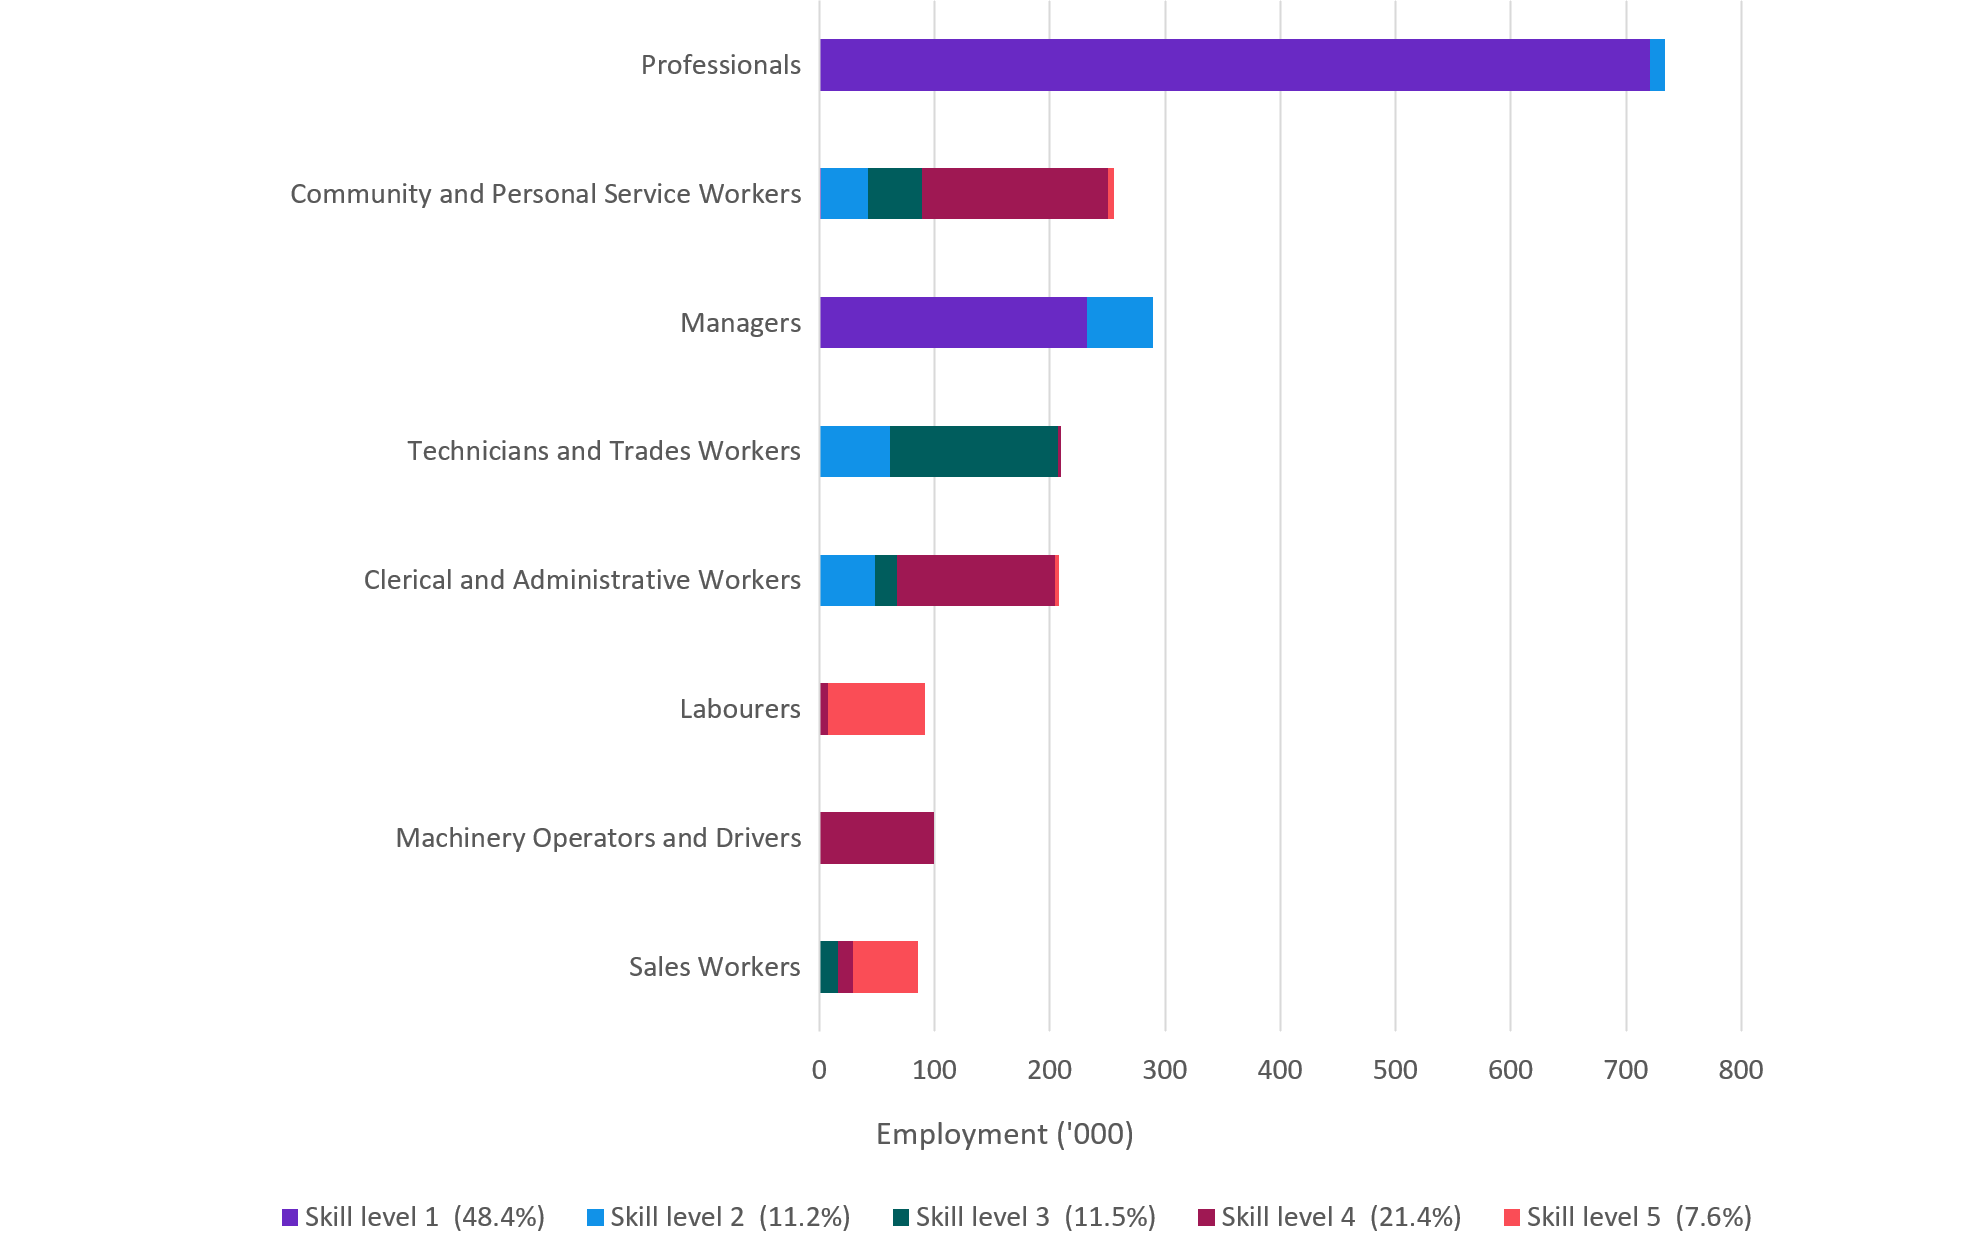 Professionals
Community and Personal Service Workers
Managers
Technicians and Trades Workers
Clerical and Administrative Workers
Labourers
Machinery Operators and Drivers
Sales Workers
0 100 200 300 400 500 600 700 800
Employment ('000)
Skill level 1 (48.4%) Skill level 2 (11.2%) Skill level 3 (11.5%) Skill level 4 (21.4%) Skill level 5 (7.6%)